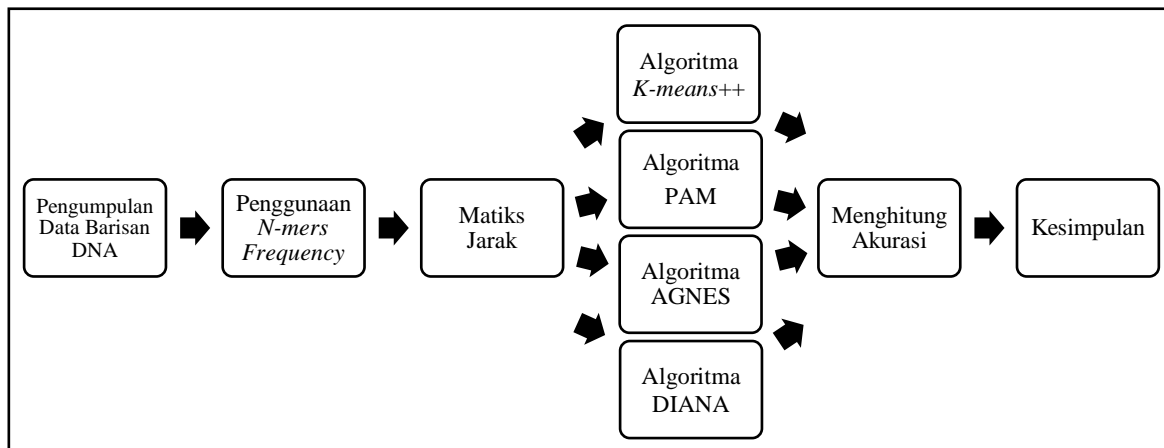 Pengumpulan
Data Barisan
DNA
Penggunaan
N-mers
Frequency
Matiks
Jarak
Algoritma
K-means++
Algoritma
PAM
Algoritma
AGNES
Algoritma
DIANA
Menghitung
Akurasi
Kesimpulan